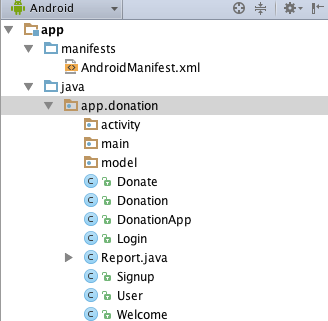 Android
app
manifests
AndroidManifest.xml
java
app.donation
activity
main
model
Donate
Donation
DonationApp
Login
Report.java
Signup
User
Welcome